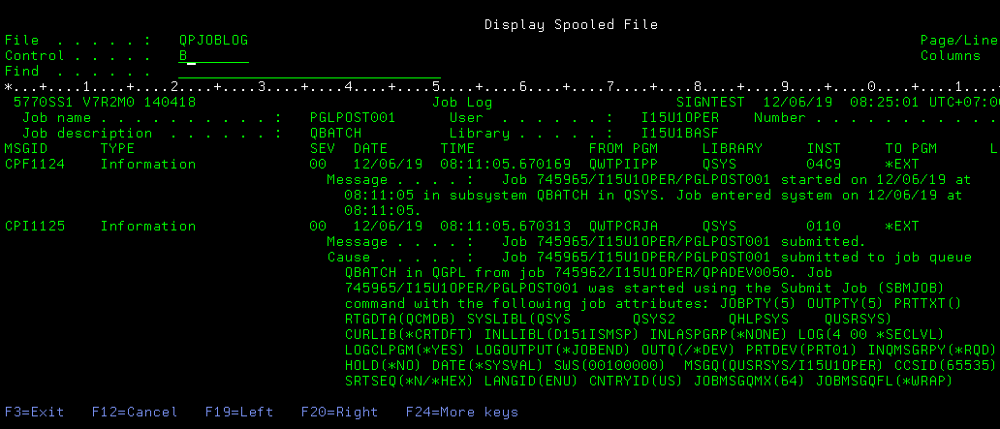 Display Spooled File
File  . . . . . :   QPJOBLOG                                                                             Page/Line
Control . . . . .   B                                                                                    Columns
Find  . . . . . .
*...+....1....+....2....+....3....+....4....+....5....+....6....+....7....+....8....+....9....+....0....+....1....
5770SS1 V7R2M0 140418                           Job Log                      SIGNTEST  12/06/19  08:25:01 UTC+07:0
Job name . . . . . . . . . . :   PGLPOST001      User  . . . . . . :   I15U1OPER    Number . . . . . . . . . . .
Job description  . . . . . . :   QBATCH          Library . . . . . :   I15U1BASF
MSGID      TYPE                    SEV  DATE      TIME             FROM PGM     LIBRARY     INST     TO PGM      L
CPF1124    Information             00   12/06/19  08:11:05.670169  QWTPIIPP     QSYS        04C9     *EXT
Message . . . . :   Job 745965/I15U1OPER/PGLPOST001 started on 12/06/19 at
08:11:05 in subsystem QBATCH in QSYS. Job entered system on 12/06/19 at
08:11:05.
CPI1125    Information             00   12/06/19  08:11:05.670313  QWTPCRJA     QSYS        0110     *EXT
Message . . . . :   Job 745965/I15U1OPER/PGLPOST001 submitted.
Cause . . . . . :   Job 745965/I15U1OPER/PGLPOST001 submitted to job queue
QBATCH in QGPL from job 745962/I15U1OPER/QPADEV0050. Job
745965/I15U1OPER/PGLPOST001 was started using the Submit Job (SBMJOB)
command with the following job attributes: JOBPTY(5) OUTPTY(5) PRTTXT()
RTGDTA(QCMDB) SYSLIBL(QSYS       QSYS2      QHLPSYS    QUSRSYS)
CURLIB(*CRTDFT) INLLIBL(D151ISMSP) INLASPGRP(*NONE) LOG(4 00 *SECLVL)
LOGCLPGM(*YES) LOGOUTPUT(*JOBEND) OUTQ(/*DEV) PRTDEV(PRT01) INQMSGRPY(*RQD)
HOLD(*NO) DATE(*SYSVAL) SWS(00100000)  MSGQ(QUSRSYS/I15U1OPER) CCSID(65535)
SRTSEQ(*N/*HEX) LANGID(ENU) CNTRYID(US) JOBMSGQMX(64) JOBMSGQFL(*WRAP)
F3=Exit   F12=Cancel   F19=Left   F20=Right   F24=More keys